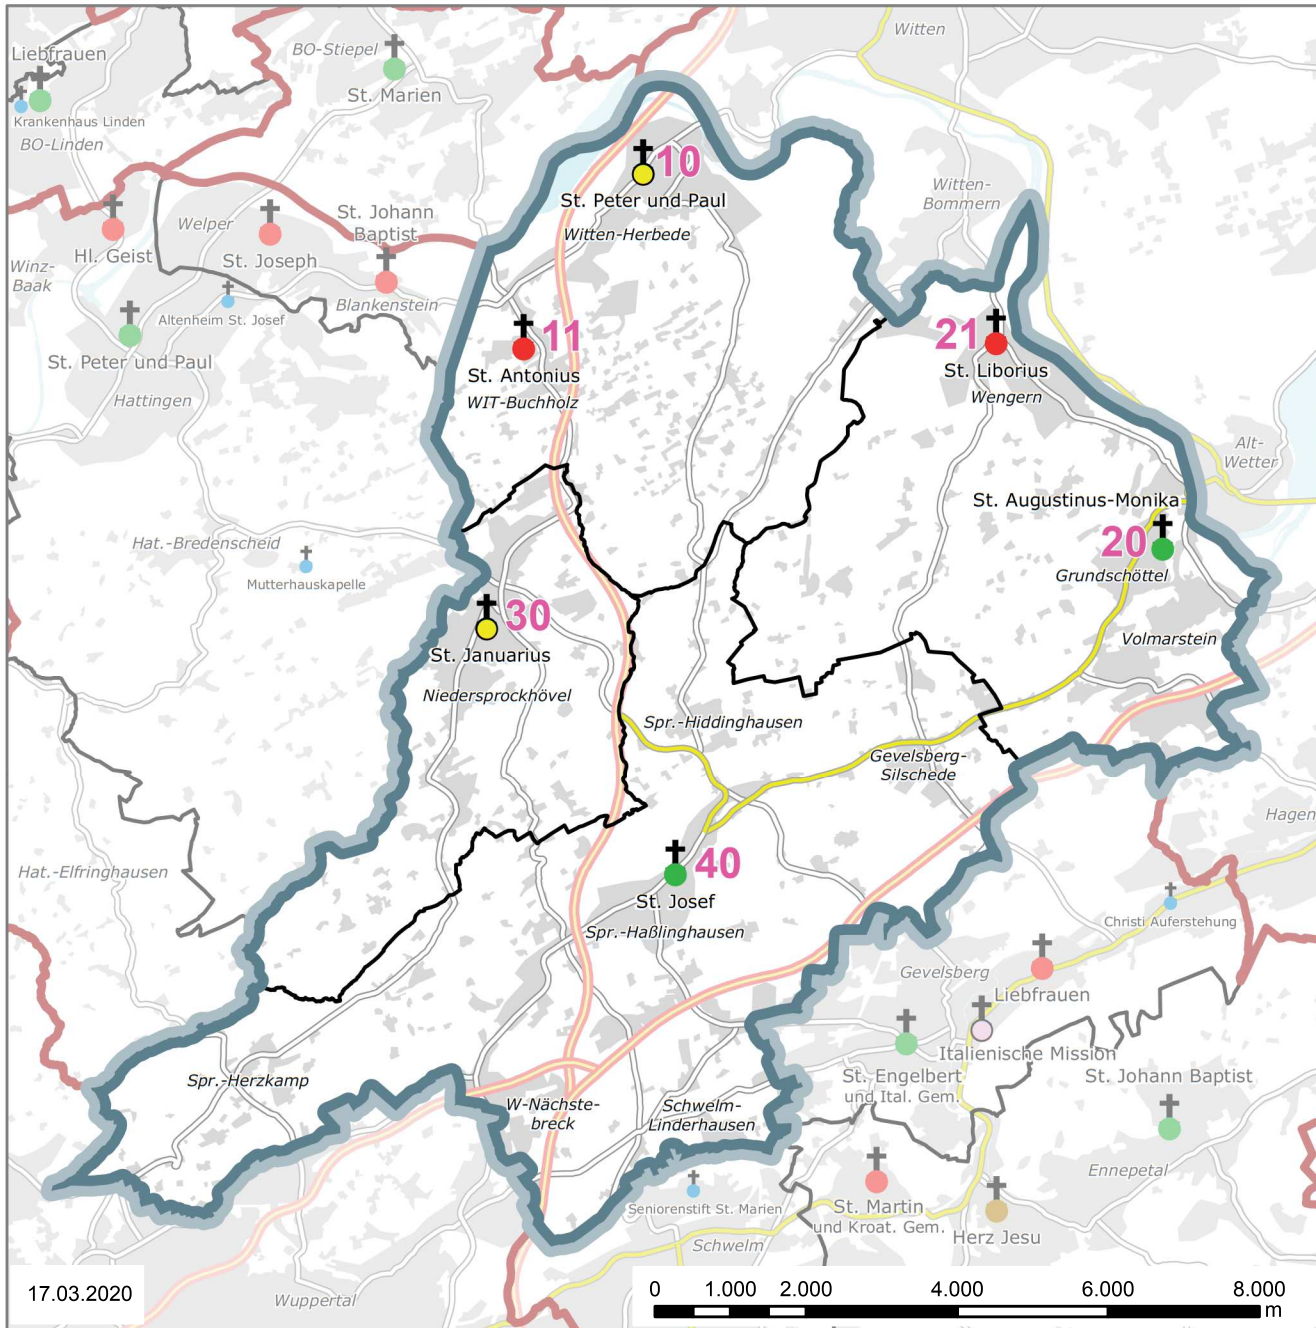 Witten
Liebfrauen
BO-Stiepel
St. Marien
Krankenhaus Linden
BO-Linden
10
St. Peter und Paul
Witten-Herbede
Witten-
Bommern
Welper
St. Johann
Baptist
Hl. Geist
St. Joseph
Winz-
Baak
Blankenstein
Altenheim St. Josef
St. Peter und Paul
Hattingen
11
St. Antonius
WIT-Buchholz
21
St. Liborius
Wengern
Alt-
Wetter
St. Augustinus-Monika
20
Grundschöttel
Volmarstein
Hat.-Bredenscheid
Mutterhauskapelle
30
St. Januarius
Niedersprockhövel
Spr.-Hiddinghausen
Gevelsberg-
Silschede
Hagen
Hat.-Elfringhausen
40
St. Josef
Spr.-Haßlinghausen
Christi Auferstehung
Gevelsberg
Liebfrauen
Italienische Mission
St. Engelbert
und Ital. Gem.
St. Johann Baptist
Spr.-Herzkamp
W-Nächste-
breck
Schwelm-
Linderhausen
Ennepetal
Seniorenstift St. Marien
St. Martin
und Kroat. Gem.
Herz Jesu
Schwelm
Wuppertal
17.03.2020
0 1.000 2.000 4.000 6.000 8.000
m